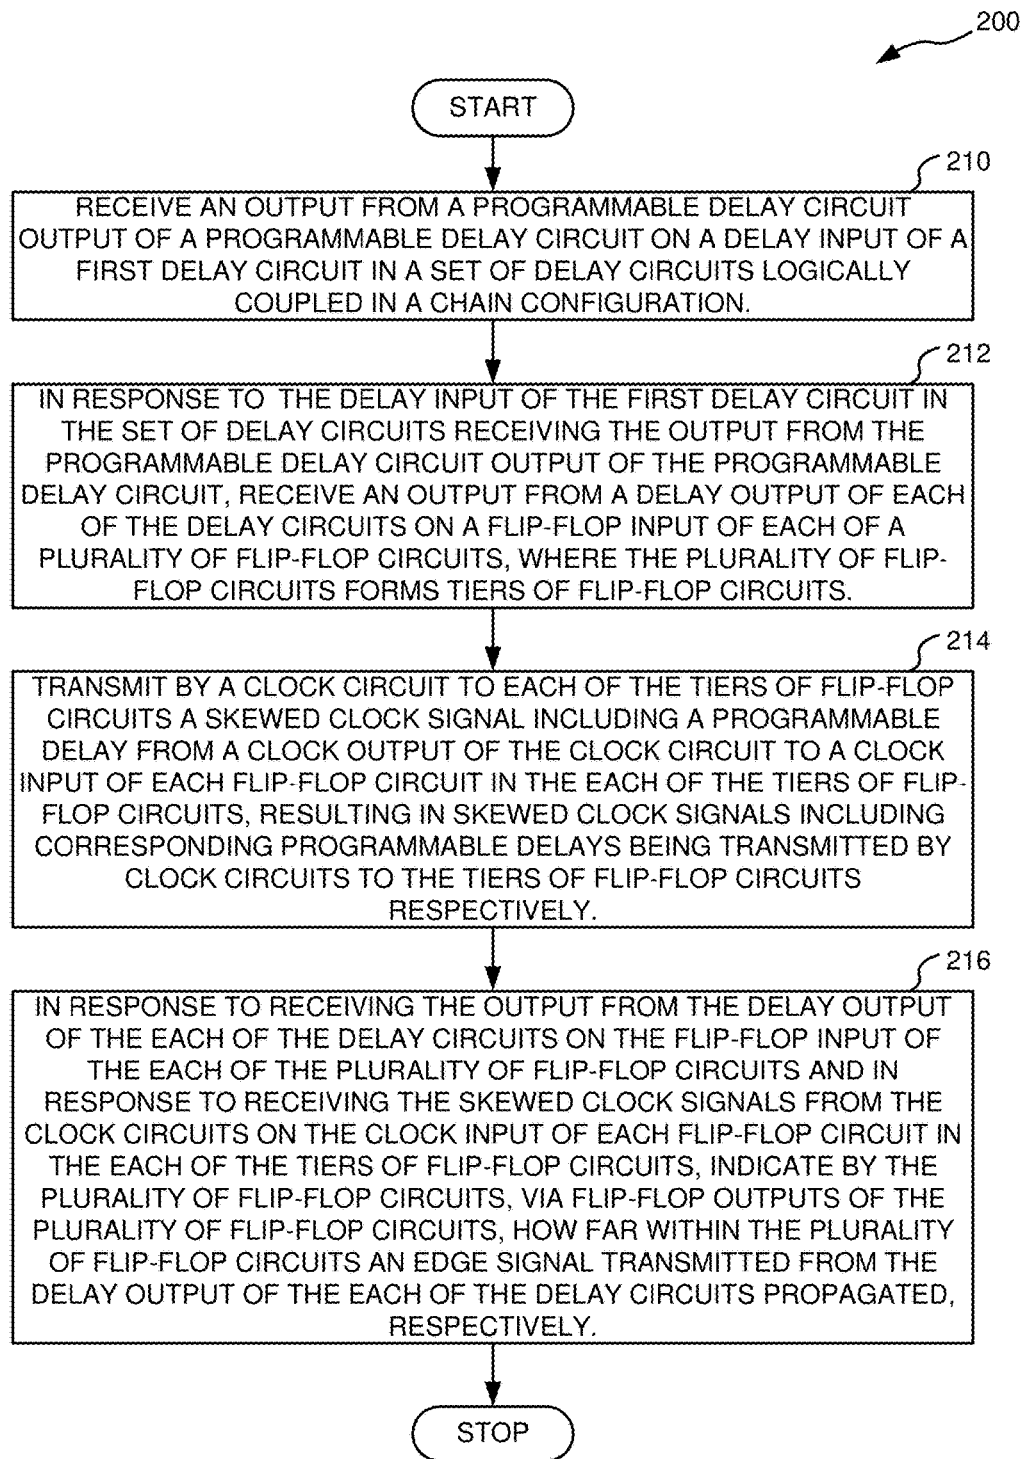 200
START
210
RECEIVE AN OUTPUT FROM A PROGRAMMABLE DELAY CIRCUIT
OUTPUT OF A PROGRAMMABLE DELAY CIRCUIT ON A DELAY INPUT OF A
FIRST DELAY CIRCUIT IN A SET OF DELAY CIRCUITS LOGICALLY
COUPLED IN A CHAIN CONFIGURATION.
212
IN RESPONSE TO THE DELAY INPUT OF THE FIRST DELAY CIRCUIT IN
THE SET OF DELAY CIRCUITS RECEIVING THE OUTPUT FROM THE
PROGRAMMABLE DELAY CIRCUIT OUTPUT OF THE PROGRAMMABLE
DELAY CIRCUIT, RECEIVE AN OUTPUT FROM A DELAY OUTPUT OF EACH
OF THE DELAY CIRCUITS ON A FLIP-FLOP INPUT OF EACH OF A
PLURALITY OF FLIP-FLOP CIRCUITS, WHERE THE PLURALITY OF FLIP-
FLOP CIRCUITS FORMS TIERS OF FLIP-FLOP CIRCUITS.
214
TRANSMIT BY A CLOCK CIRCUIT TO EACH OF THE TIERS OF FLIP-FLOP
CIRCUITS A SKEWED CLOCK SIGNAL INCLUDING A PROGRAMMABLE
DELAY FROM A CLOCK OUTPUT OF THE CLOCK CIRCUIT TO A CLOCK
INPUT OF EACH FLIP-FLOP CIRCUIT IN THE EACH OF THE TIERS OF FLIP-
FLOP CIRCUITS, RESULTING IN SKEWED CLOCK SIGNALS INCLUDING
CORRESPONDING PROGRAMMABLE DELAYS BEING TRANSMITTED BY
CLOCK CIRCUITS TO THE TIERS OF FLIP-FLOP CIRCUITS
RESPECTIVELY.
216
IN RESPONSE TO RECEIVING THE OUTPUT FROM THE DELAY OUTPUT
OF THE EACH OF THE DELAY CIRCUITS ON THE FLIP-FLOP INPUT OF
THE EACH OF THE PLURALITY OF FLIP-FLOP CIRCUITS AND IN
RESPONSE TO RECEIVING THE SKEWED CLOCK SIGNALS FROM THE
CLOCK CIRCUITS ON THE CLOCK INPUT OF EACH FLIP-FLOP CIRCUIT IN
THE EACH OF THE TIERS OF FLIP-FLOP CIRCUITS, INDICATE BY THE
PLURALITY OF FLIP-FLOP CIRCUITS, VIA FLIP-FLOP OUTPUTS OF THE
PLURALITY OF FLIP-FLOP CIRCUITS, HOW FAR WITHIN THE PLURALITY
OF FLIP-FLOP CIRCUITS AN EDGE SIGNAL TRANSMITTED FROM THE
DELAY OUTPUT OF THE EACH OF THE DELAY CIRCUITS PROPAGATED,
RESPECTIVELY.
STOP